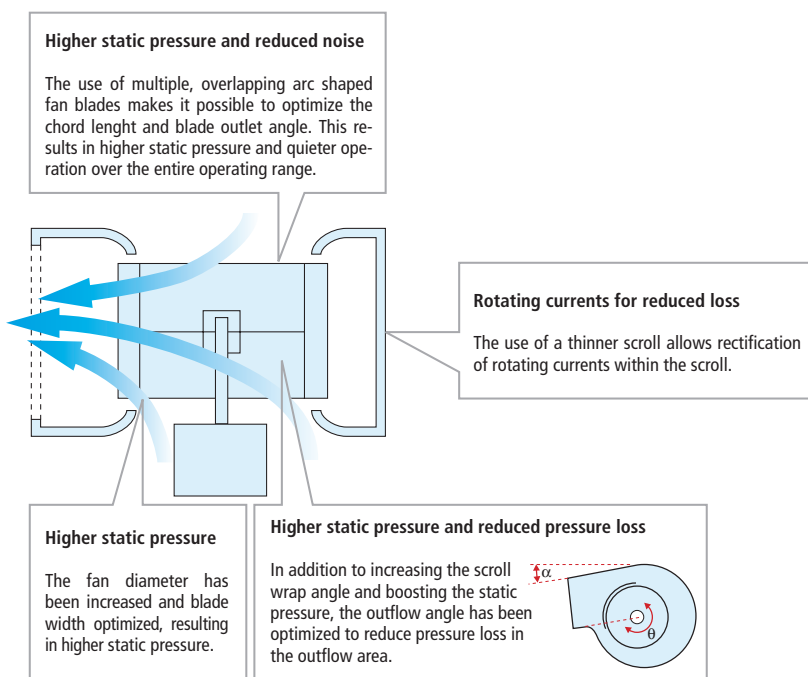 Higher static pressure and reduced noise
The use of multiple, overlapping arc shaped
fan blades makes it possible to optimize the
chord lenght and blade outlet angle. This re-
sults in higher static pressure and quieter ope-
ration over the entire operating range.
Rotating currents for reduced loss
The use of a thinner scroll allows rectification
of rotating currents within the scroll.
Higher static pressure
The fan diameter has
been increased and blade
width optimized, resulting
in higher static pressure.
Higher static pressure and reduced pressure loss
In addition to increasing the scroll
wrap angle and boosting the static
pressure, the outflow angle has been
optimized to reduce pressure loss in
the outflow area.
α
θ